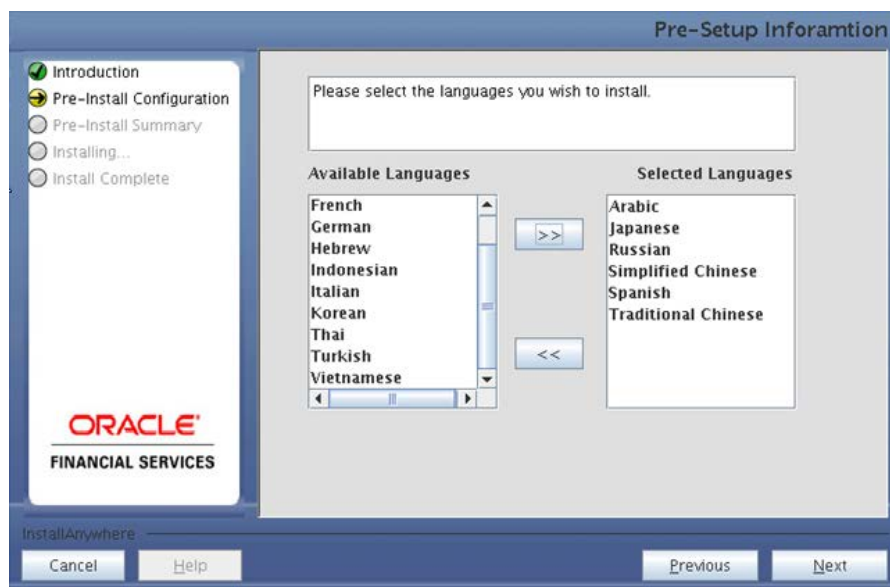 Pre-Setup Inforamtion
Introduction
Pre-Install Configuration
Pre-Install Summary
Installing...
Install Complete
Please select the languages you wish to install.
Available Languages
French
German
Hebrew
Indonesian
Italian
Korean
Thai
Turkish
Vietnamese
>>
<<
Selected Languages
Arabic
Japanese
Russian
Simplified Chinese
Spanish
Traditional Chinese
ORACLE
FINANCIAL SERVICES
InstallAnywhere
Cancel
Help
Previous
Next